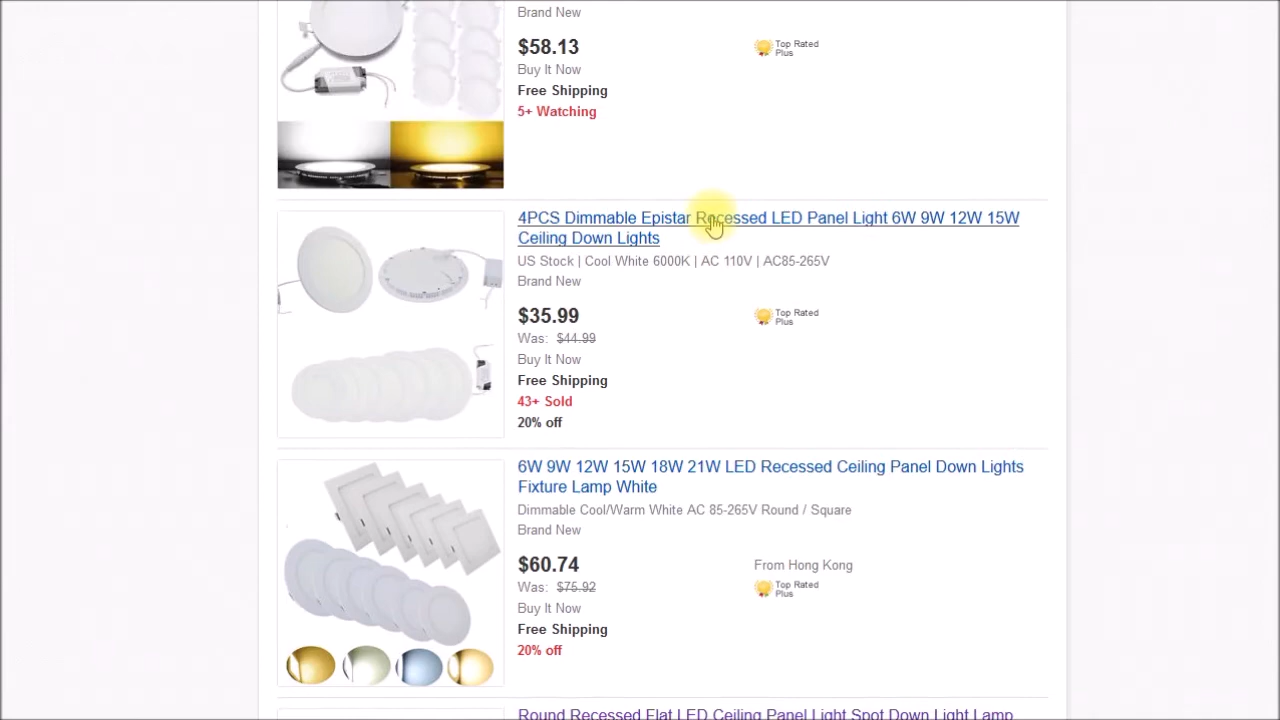 Brand New
$58.13
Top Rated
Plus
Buy It Now
Free Shipping
5+ Watching
4PCS Dimmable Epistar Recessed LED Panel Light 6W 9W 12W 15W
Ceiling Down Lights
US Stock | Cool White 6000K | AC 110V | AC85-265V
Brand New
$35.99
Top Rated
Plus
Was: $44.99
Buy It Now
Free Shipping
43+ Sold
20% off
6W 9W 12W 15W 18W 21W LED Recessed Ceiling Panel Down Lights
Fixture Lamp White
Dimmable Cool/Warm White AC 85-265V Round / Square
Brand New
$60.74
From Hong Kong
Was: $75.92
Top Rated
Plus
Buy It Now
Free Shipping
20% off
Round Recessed Flat LED Ceiling Panel Light Spot Down Light Lamp